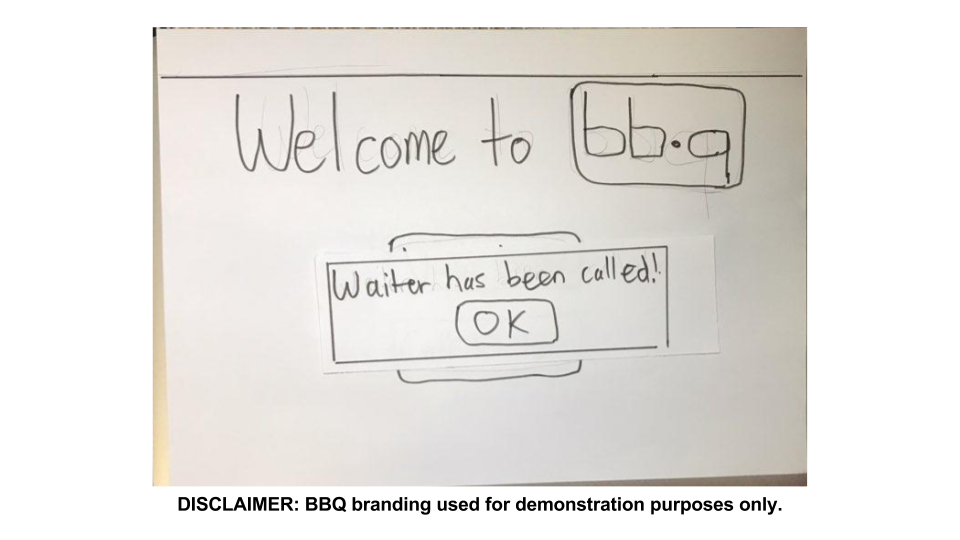 Welcome to bb.q
Waiter has been called!
OK
DISCLAIMER: BBQ branding used for demonstration purposes only.